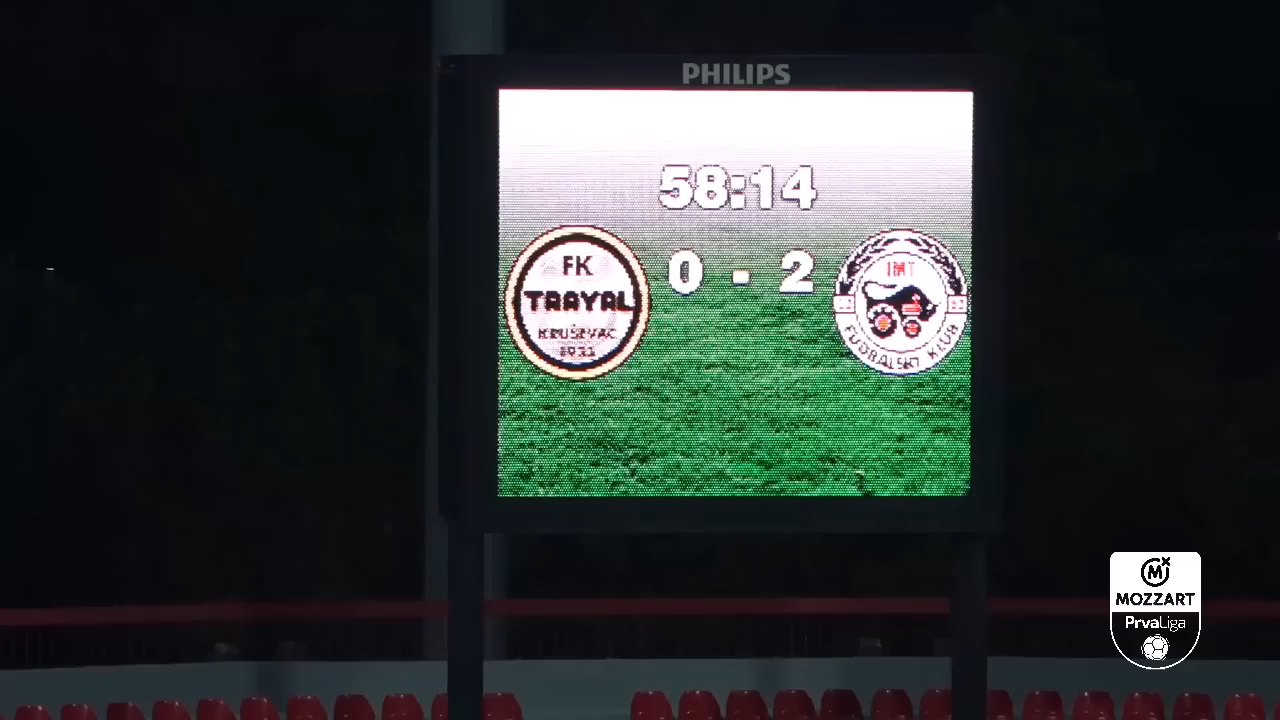 PHILIPS
58:14
0 - 2
FK
TRAYAL
KRUŠEVAC
IMT
FUDBALSKI KLUB
MOZZART
PrvaLiga